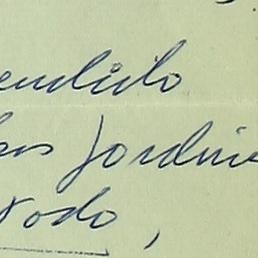 endido
los Jardine
todo,